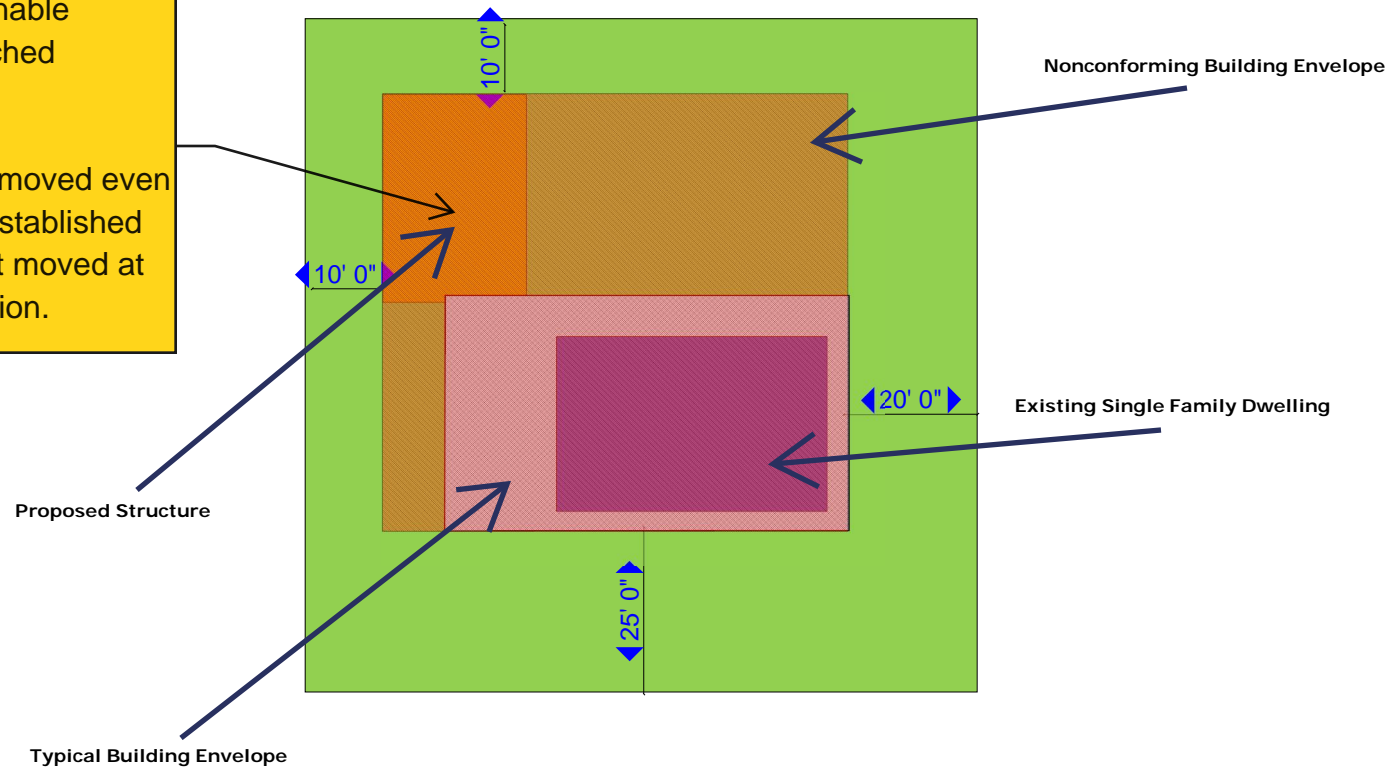 nable
ched
moved even
stablished
t moved at
ion.
10' 0"
Nonconforming Building Envelope
10' 0"
20' 0"
Existing Single Family Dwelling
Proposed Structure
25' 0"
Typical Building Envelope